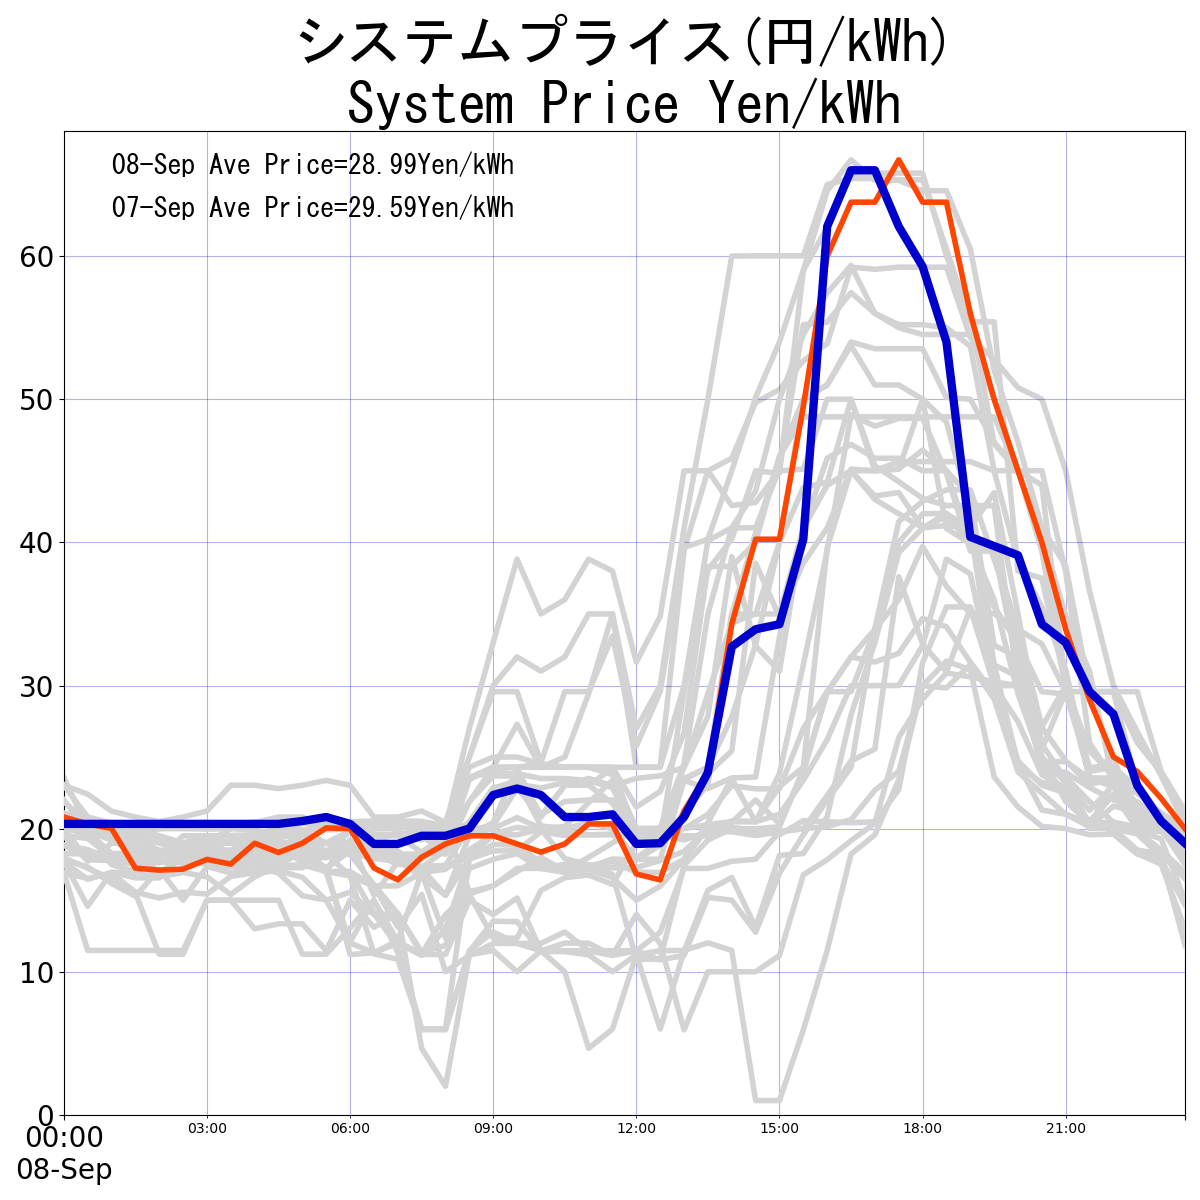 システムプライス(円/kWh)
System Price Yen/kWh
08-Sep Ave Price=28.99Yen/kWh
07-Sep Ave Price=29.59Yen/kWh
60
50
40
30
20
10
0
00:00 03:00 06:00 09:00 12:00 15:00 18:00 21:00
08-Sep